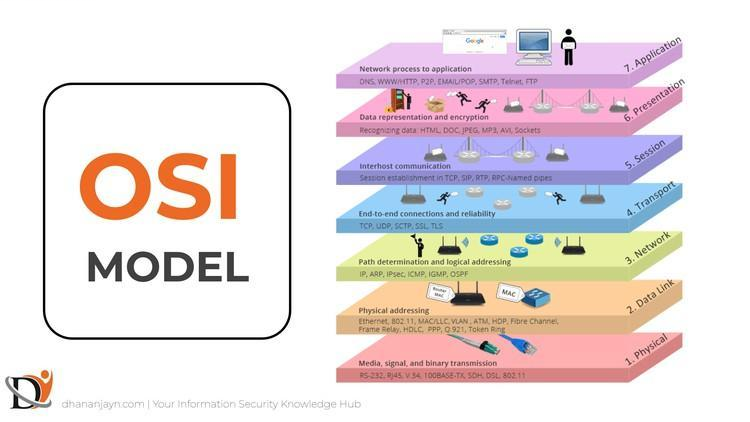 OSI
MODEL
Google
7. Application
Network process to application
DNS, WWW/HTTP, P2P, EMAIL/POP, SMTP, Telnet, FTP
6. Presentation
Data representation and encryption
Recognizing data: HTML, DOC, JPEG, MP3, AVI, Sockets
5. Session
Interhost communication
Session establishment in TCP, SIP, RTP, RPC-Named pipes
4. Transport
End-to-end connections and reliability
TCP, UDP, SCTP, SSL, TLS
3. Network
Path determination and logical addressing
IP, ARP, IPsec, ICMP, IGMP, OSPF
2. Data Link
Router
MAC
MAC
Physical addressing
Ethernet, 802.11, MAC/LLC, VLAN, ATM, HDP, Fibre Channel,
Frame Relay, HDLC, PPP, Q.921, Token Ring
1. Physical
Media, signal, and binary transmission
RS-232, RJ45, V.34, 100BASE-TX, SDH, DSL, 802.11
D
dhananjayn.com | Your Information Security Knowledge Hub